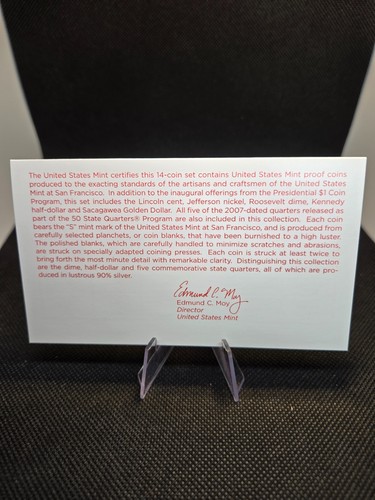 The United States Mint certifies this 14-coin set contains United States Mint proof coins
produced to the exacting standards of the artisans and craftsmen of the United States
Mint at San Francisco. In addition to the inaugural offerings from the Presidential $1 Coin
Program, this set includes the Lincoln cent, Jefferson nickel, Roosevelt dime, Kennedy
half-dollar and Sacagawea Golden Dollar. All five of the 2007-dated quarters released as
part of the 50 State Quarters® Program are also included in this collection. Each coin
bears the "S" mint mark of the United States Mint at San Francisco, and is produced from
carefully selected planchets, or coin blanks, that have been burnished to a high luster.
The polished blanks, which are carefully handled to minimize scratches and abrasions,
are struck on specially adapted coining presses. Each coin is struck at least twice to
bring forth the most minute detail with remarkable clarity. Distinguishing this collection
are the dime, half-dollar and five commemorative state quarters, all of which are pro-
duced in lustrous 90% silver.
Edmund C. Moy
Edmund C. Moy
Director
United States Mint